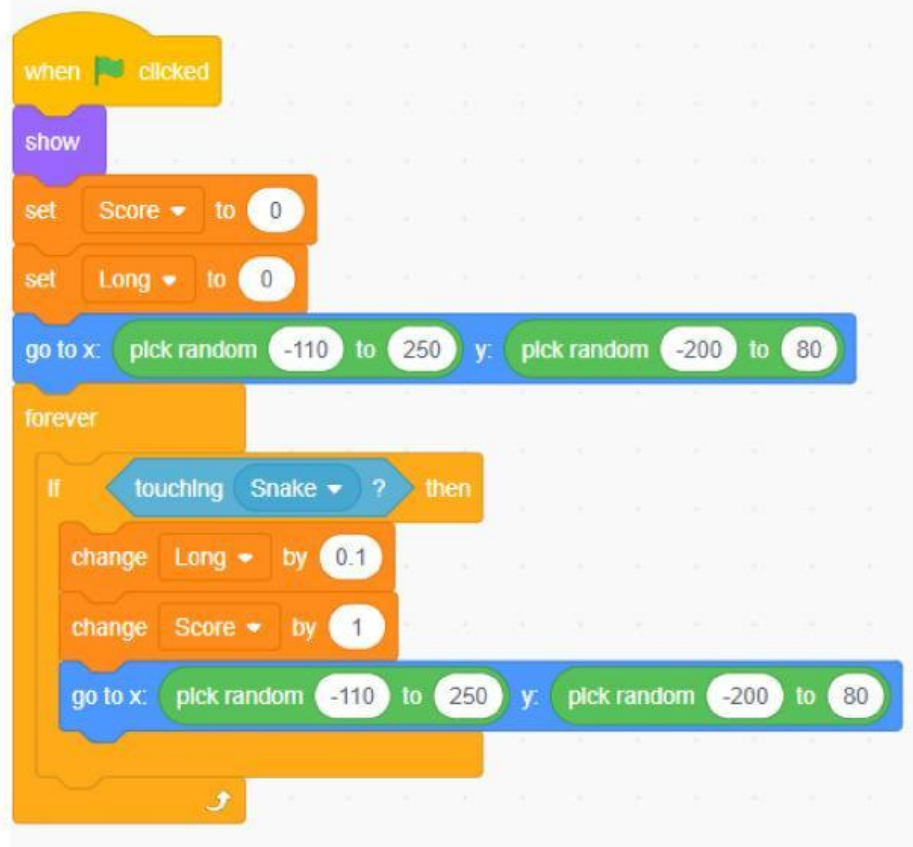 when clicked
show
set Score to 0
set Long to 0
go to x: pick random -110 to 250 y: pick random -200 to 80
forever
If touching Snake ? then
change Long by 0.1
change Score by 1
go to x: pick random -110 to 250 y: pick random -200 to 80